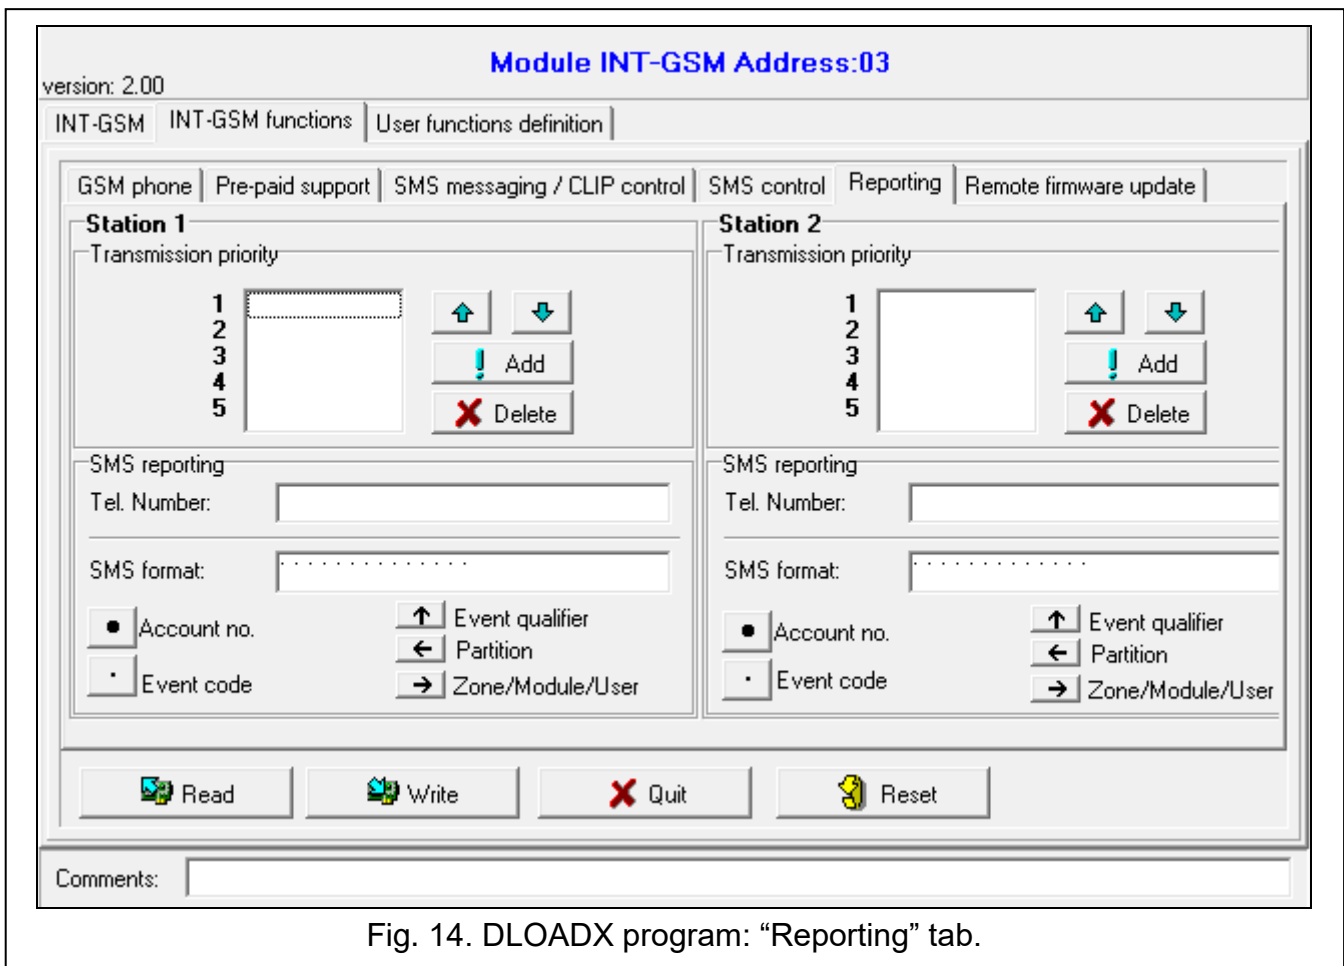 Module INT-GSM Address:03
version: 2.00
INT-GSM INT-GSM functions User functions definition
GSM phone Pre-paid support SMS messaging / CLIP control SMS control Reporting Remote firmware update
Station 1
Transmission priority
1
2
3
4
5
Add
Delete
SMS reporting
Tel. Number:
SMS format: . . . . . . . . . . . . . .
Account no.
Event code
Event qualifier
Partition
Zone/Module/User
Station 2
Transmission priority
1
2
3
4
5
Add
Delete
SMS reporting
Tel. Number:
SMS format: . . . . . . . . . . . . .
Account no.
Event code
Event qualifier
Partition
Zone/Module/User
Read Write Quit Reset
Comments:
Fig. 14. DLOADX program: “Reporting” tab.